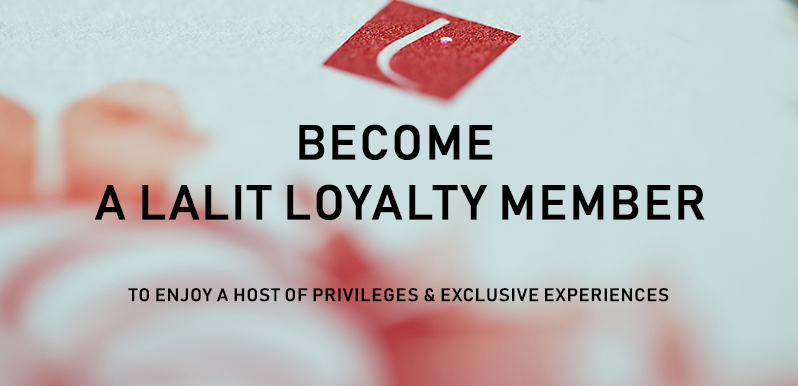 BECOME
A LALIT LOYALTY MEMBER
TO ENJOY A HOST OF PRIVILEGES & EXCLUSIVE EXPERIENCES